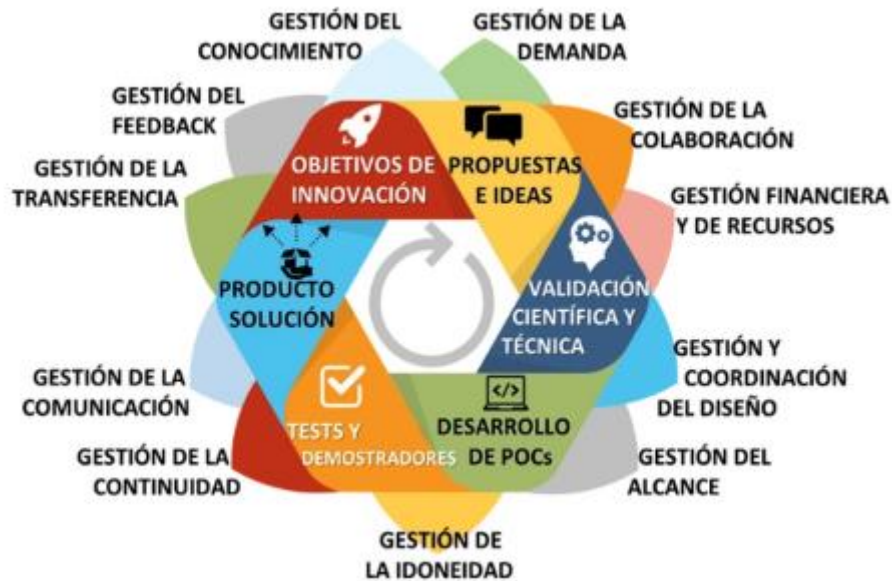 GESTIÓN DEL
CONOCIMIENTO
GESTIÓN DE LA
DEMANDA
GESTIÓN DEL
FEEDBACK
GESTIÓN DE LA
COLABORACIÓN
OBJETIVOS DE
INNOVACIÓN
PROPUESTAS
E IDEAS
GESTIÓN DE LA
TRANSFERENCIA
GESTIÓN FINANCIERA
Y DE RECURSOS
PRODUCTO
SOLUCIÓN
VALIDACIÓN
CIENTÍFICA Y
TÉCNICA
GESTIÓN DE LA
COMUNICACIÓN
GESTIÓN Y
COORDINACIÓN
DEL DISEÑO
</>
TESTS Y
DEMOSTRADORES
DESARROLLO
DE POCs
GESTIÓN DE LA
CONTINUIDAD
GESTIÓN DEL
ALCANCE
GESTIÓN DE
LA IDONEIDAD